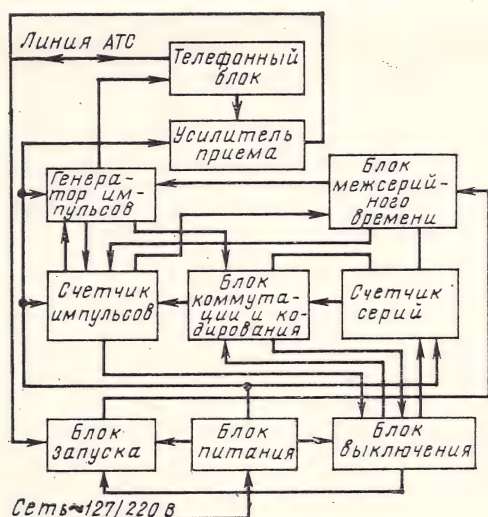 Линия АТС
Телефонный
блок
Усилитель
приема
Генера-
тор им-
пульсов
Блок
межсерий-
ного
времени
Счетчик
импульсов
Блок
коммута-
ции и ко-
дирования
Счетчик
серий
Блок
запуска
Блок
питания
Блок
выключения
Сеть≈127/220 в